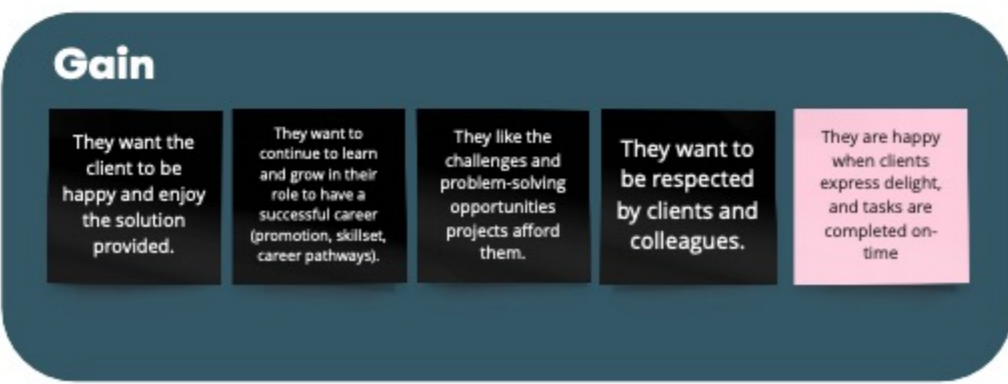 Gain
They want the
client to be
happy and enjoy
the solution
provided.
They want to
continue to learn
and grow in their
role to have a
successful career
(promotion, skillset,
career pathways).
They like the
challenges and
problem-solving
opportunities
projects afford
them.
They want to
be respected
by clients and
colleagues.
They are happy
when clients
express delight,
and tasks are
completed on-
time